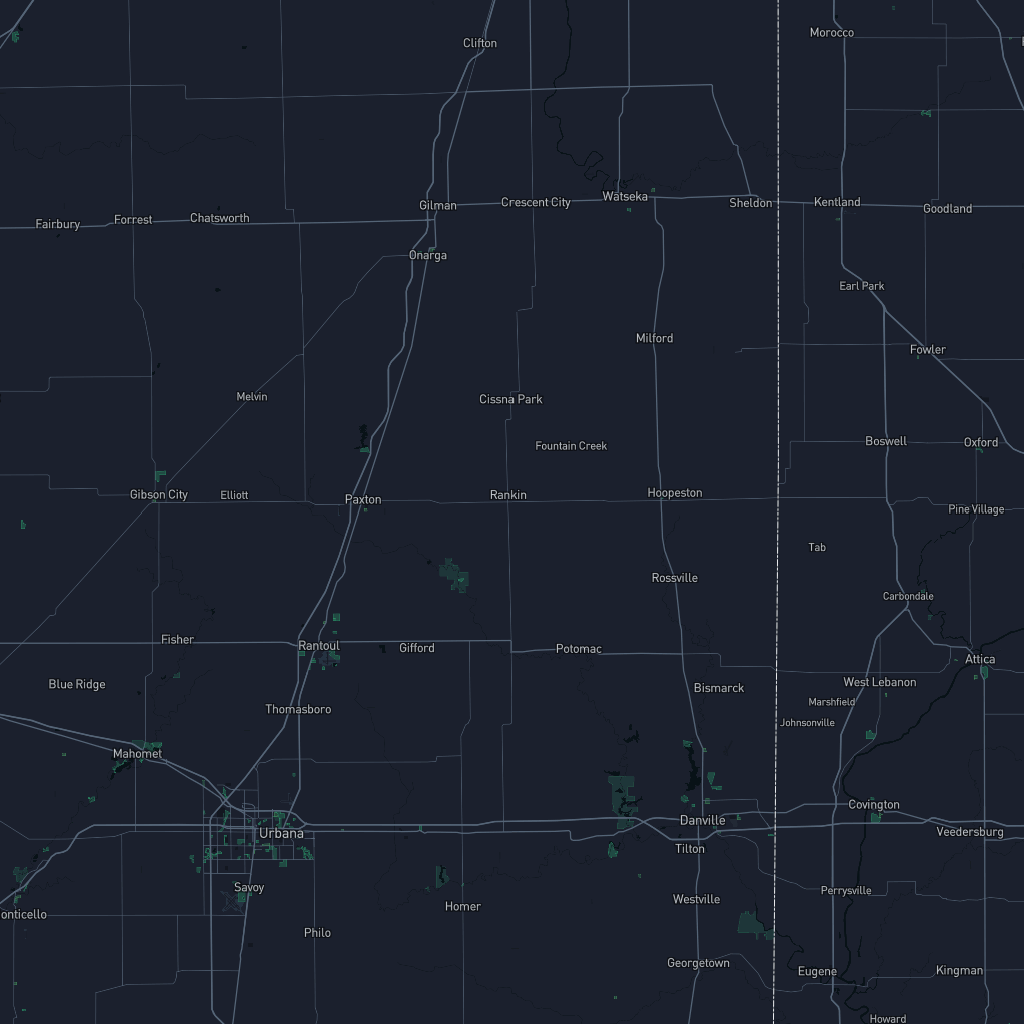 Morocco
Clifton
Watseka
Crescent City
Sheldon
Kentland
Gilman
Goodland
Chatsworth
Forrest
Fairbury
Onarga
Earl Park
Milford
Fowler
Melvin
Cissna Park
Boswell
Oxford
Fountain Creek
Gibson City
Elliott
Paxton
Rankin
Hoopeston
Pine Village
Tab
Rossville
Carbondale
Fisher
Rantoul
Gifford
Potomac
Attica
Blue Ridge
West Lebanon
Bismarck
Marshfield
Thomasboro
Johnsonville
Mahomet
Covington
Danville
Urbana
Veedersburg
Tilton
Savoy
Perrysville
Westville
Homer
onticello
Philo
Georgetown
Eugene
Kingman
Howard